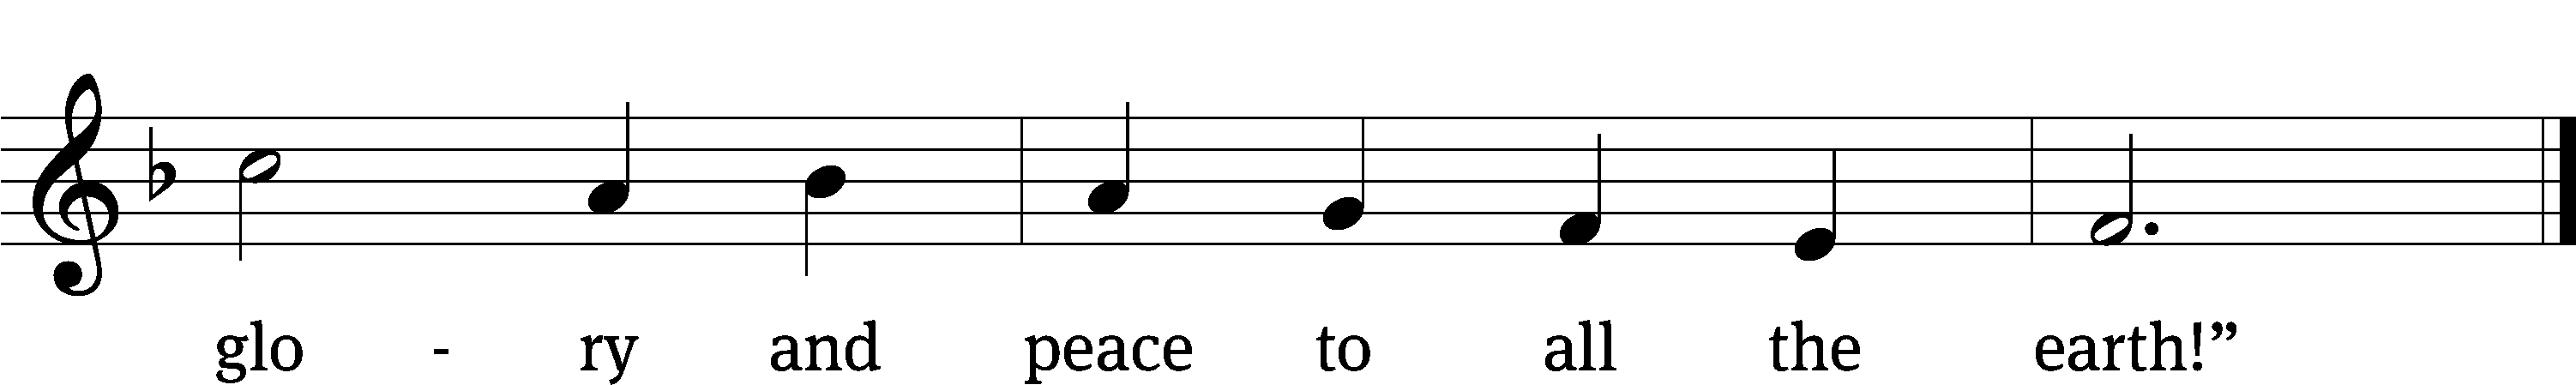 glo - ry and peace to all the earth!”